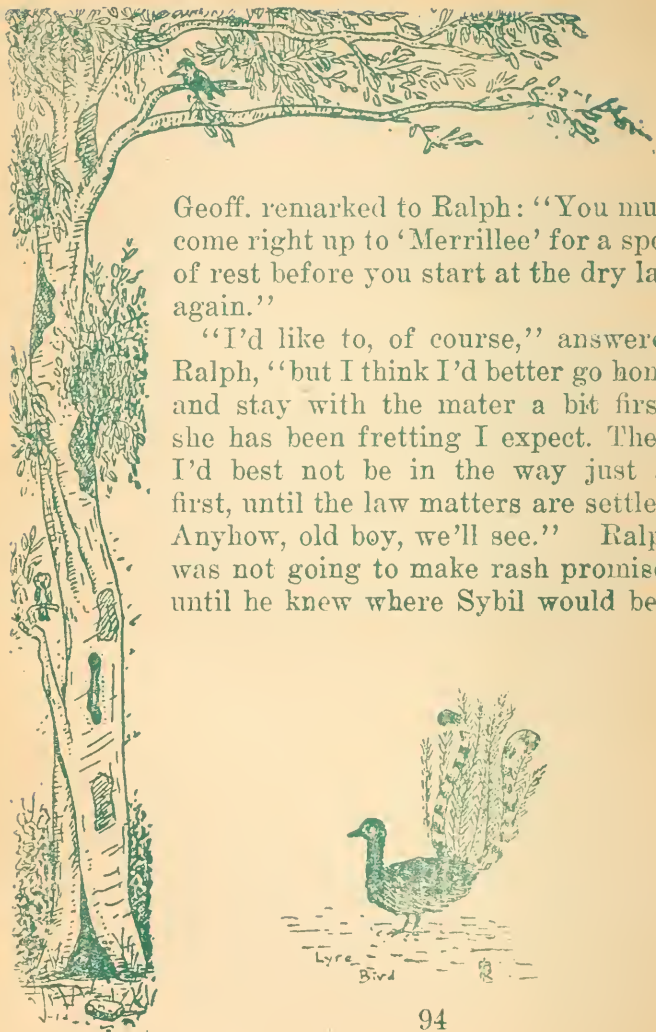 Geoff. remarked to Ralph: "You mu
come right up to 'Merrillee' for a spe
of rest before you start at the dry la
again."
"I'd like to, of course," answere
Ralph, "but I think I'd better go hom
and stay with the mater a bit firs
she has been fretting I expect. The
I'd best not be in the way just
first, until the law matters are settle
Anyhow, old boy, we'll see." Ralp
was not going to make rash promise
until he knew where Sybil would be
Lyre
Bird
94